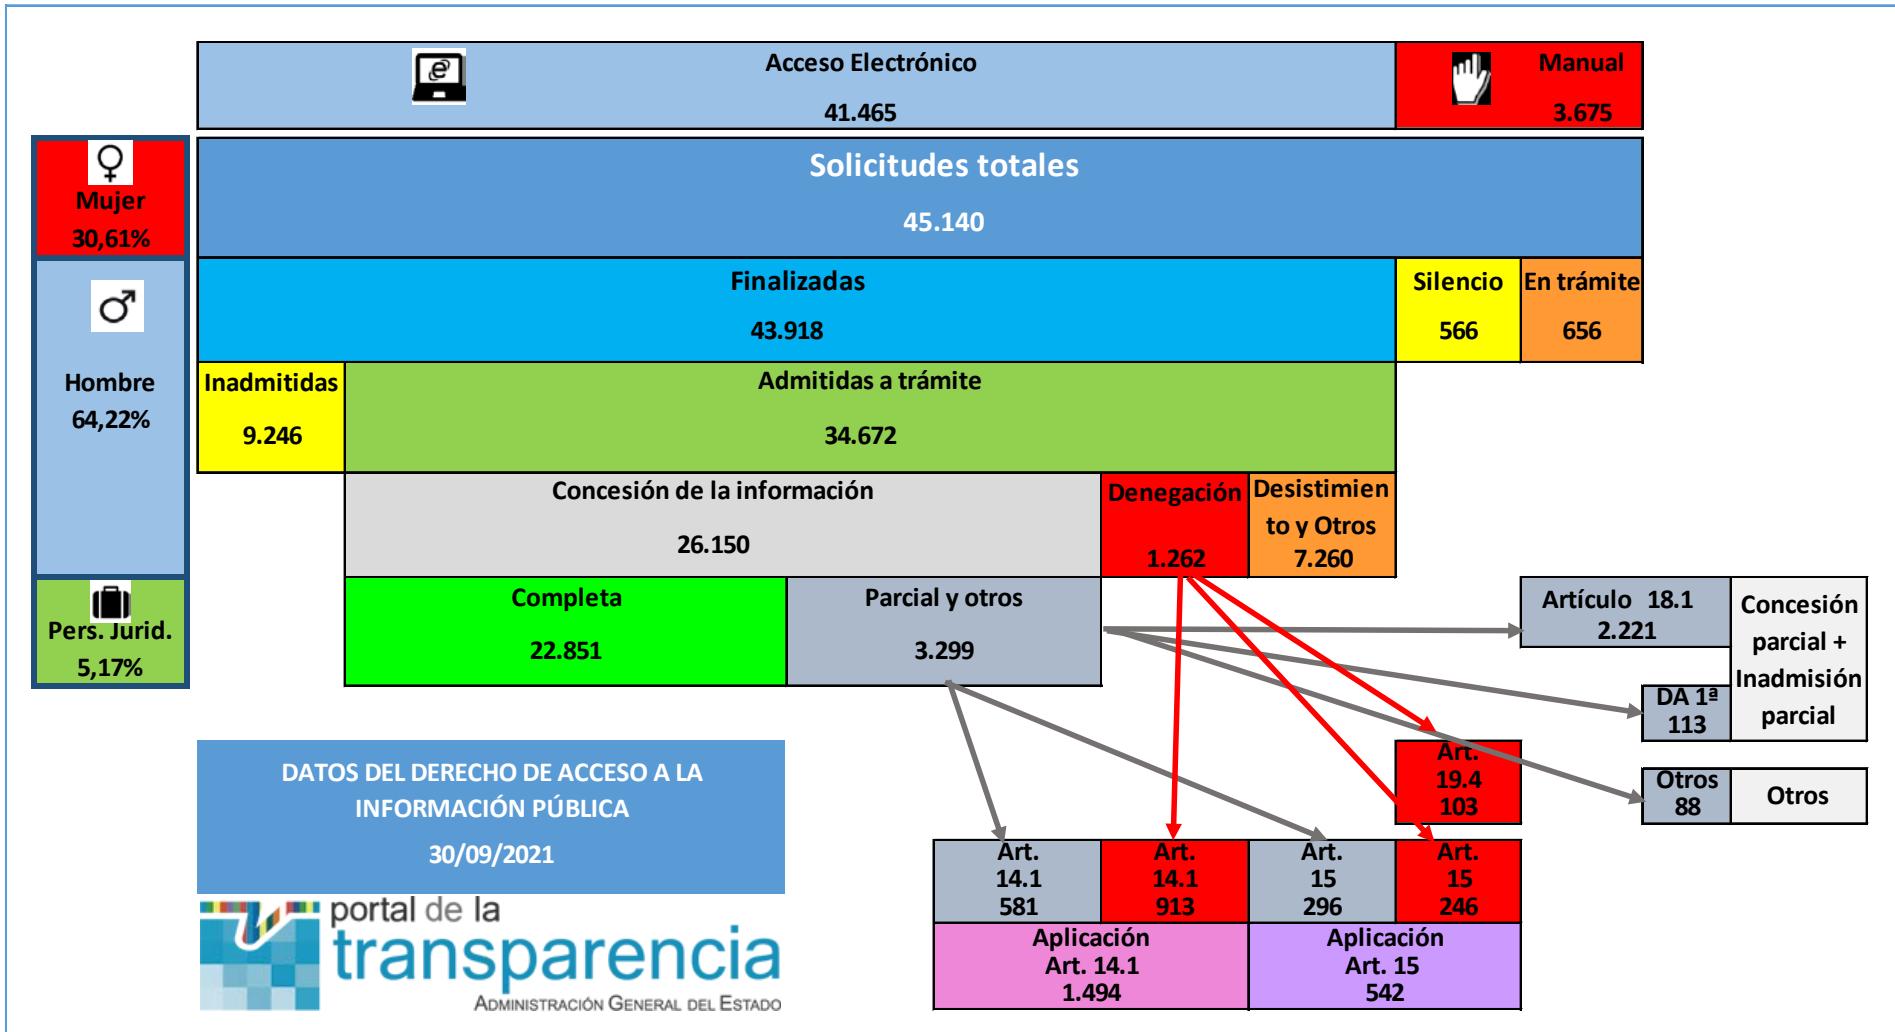 Acceso Electrónico
41.465
Manual
3.675
Mujer
30,61%
Hombre
64,22%
Pers. Jurid.
5,17%
Solicitudes totales
45.140
Finalizadas
43.918
Silencio
566
En trámite
656
Inadmitidas
9.246
Admitidas a trámite
34.672
Concesión de la información
26.150
Denegación
1.262
Desistimien
to y Otros
7.260
Completa
22.851
Parcial y otros
3.299
Artículo 18.1
2.221
Concesión
parcial +
Inadmisión
parcial
DA 1ª
113
Otros
88
Otros
Art.
19.4
103
Art.
14.1
581
Art.
14.1
913
Art.
15
296
Art.
15
246
Aplicación
Art. 14.1
1.494
Aplicación
Art. 15
542
DATOS DEL DERECHO DE ACCESO A LA
INFORMACIÓN PÚBLICA
30/09/2021
portal de la
transparencia
ADMINISTRACIÓN GENERAL DEL ESTADO